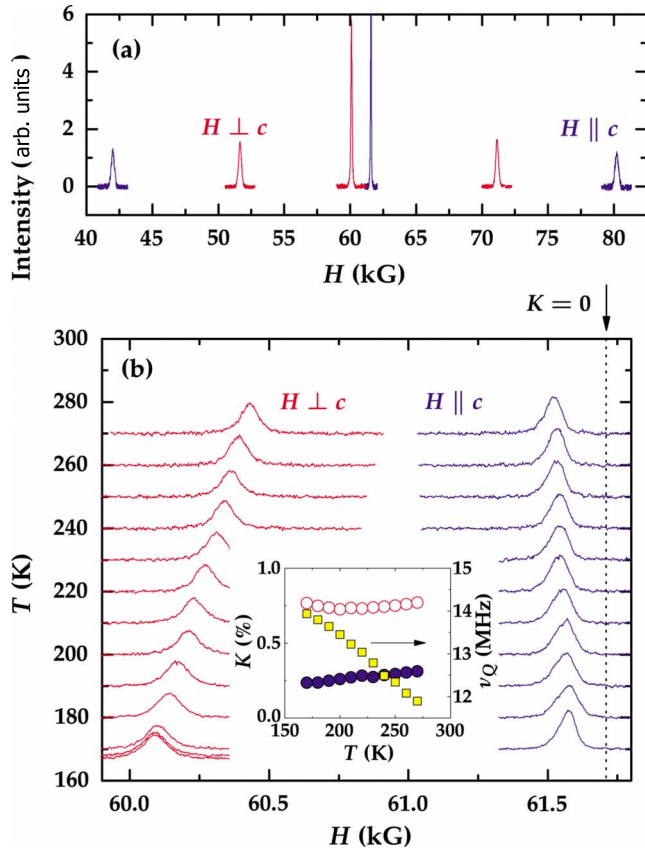 6
(a)
4
H ⊥ c
H ∥ c
2
0
Intensity (arb. units)
40 45 50 55 60 65 70 75 80
H (kG)
K = 0
300
(b)
280
H ⊥ c
H ∥ c
260
240
220
200
180
160
T (K)
1.0
0.5
0.0
K (%)
15
14
13
12
νQ (MHz)
150 200 250 300
T (K)
60.0 60.5 61.0 61.5
H (kG)